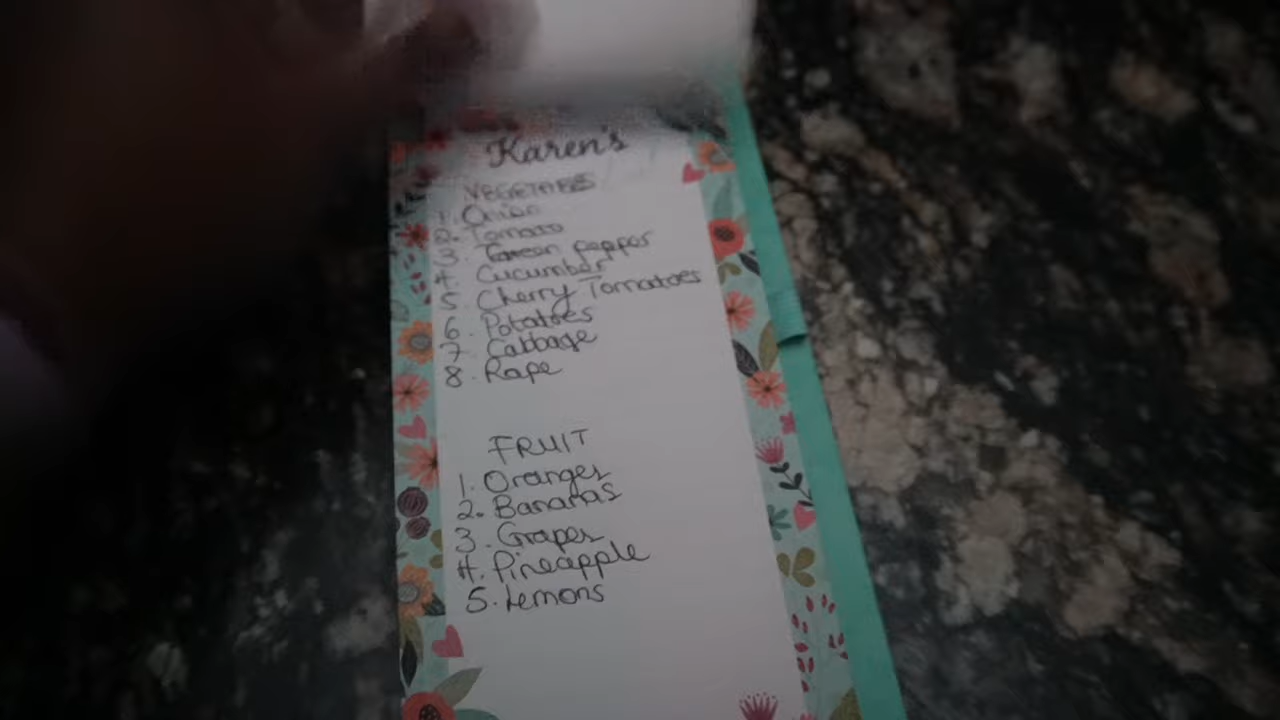 Karen's
VEGETABLES
1. Onion
2. Tomato
3. Green pepper
4. Cucumber
5. Cherry Tomatoes
6. Potatoes
7. Cabbage
8. Rape
FRUIT
1. Oranges
2. Bananas
3. Grapes
4. Pineapple
5. Lemons